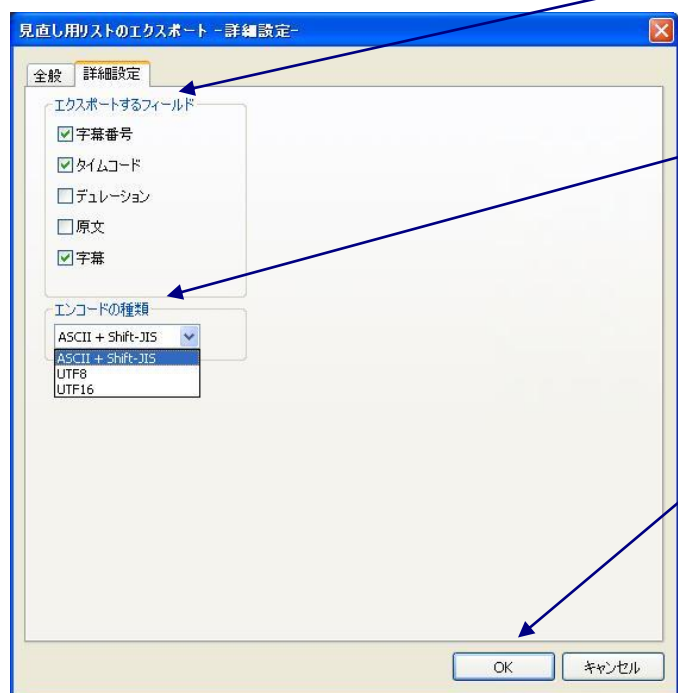 見直し用リストのエクスポート -詳細設定-
全般 詳細設定
エクスポートするフィールド
字幕番号
タイムコード
デュレーション
原文
字幕
エンコードの種類
ASCII + Shift-JIS
ASCII + Shift-JIS
UTF8
UTF16
OK キャンセル